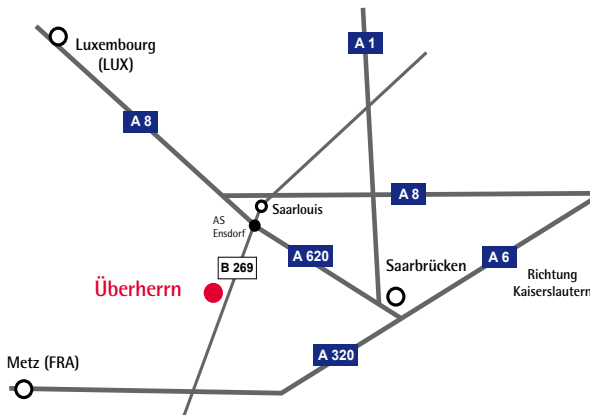 Luxembourg
(LUX)
A 1
A 8
A 8
Saarlouis
AS
Ensdorf
A 620
A 6
B 269
Saarbrücken
Richtung
Kaiserslautern
Überherrn
A 320
Metz (FRA)